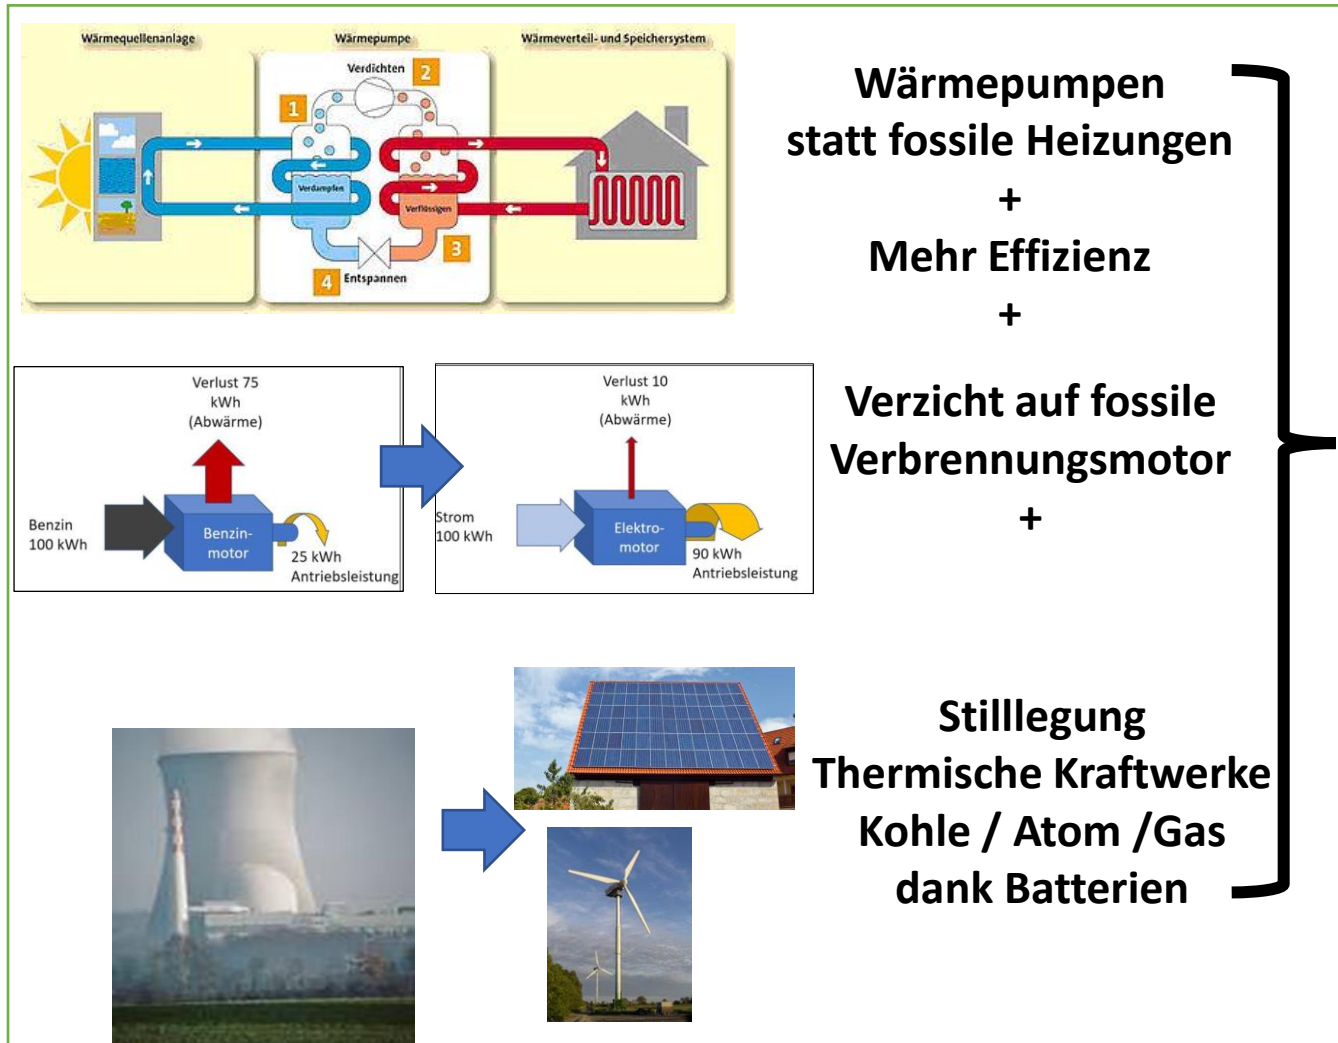 Wärmequellenanlage
Wärmepumpe
Wärmeverteil- und Speichersystem
Verdichten
2
1
Verdampfen
Verflüssigen
3
4
Entspannen
Wärmepumpen
statt fossile Heizungen
+
Mehr Effizienz
+
Verlust 75
kWh
(Abwärme)
Benzin
100 kWh
Benzin-
motor
25 kWh
Antriebsleistung
Verlust 10
kWh
(Abwärme)
Strom
100 kWh
Elektro-
motor
90 kWh
Antriebsleistung
Verzicht auf fossile
Verbrennungsmotor
+
Stilllegung
Thermische Kraftwerke
Kohle / Atom /Gas
dank Batterien